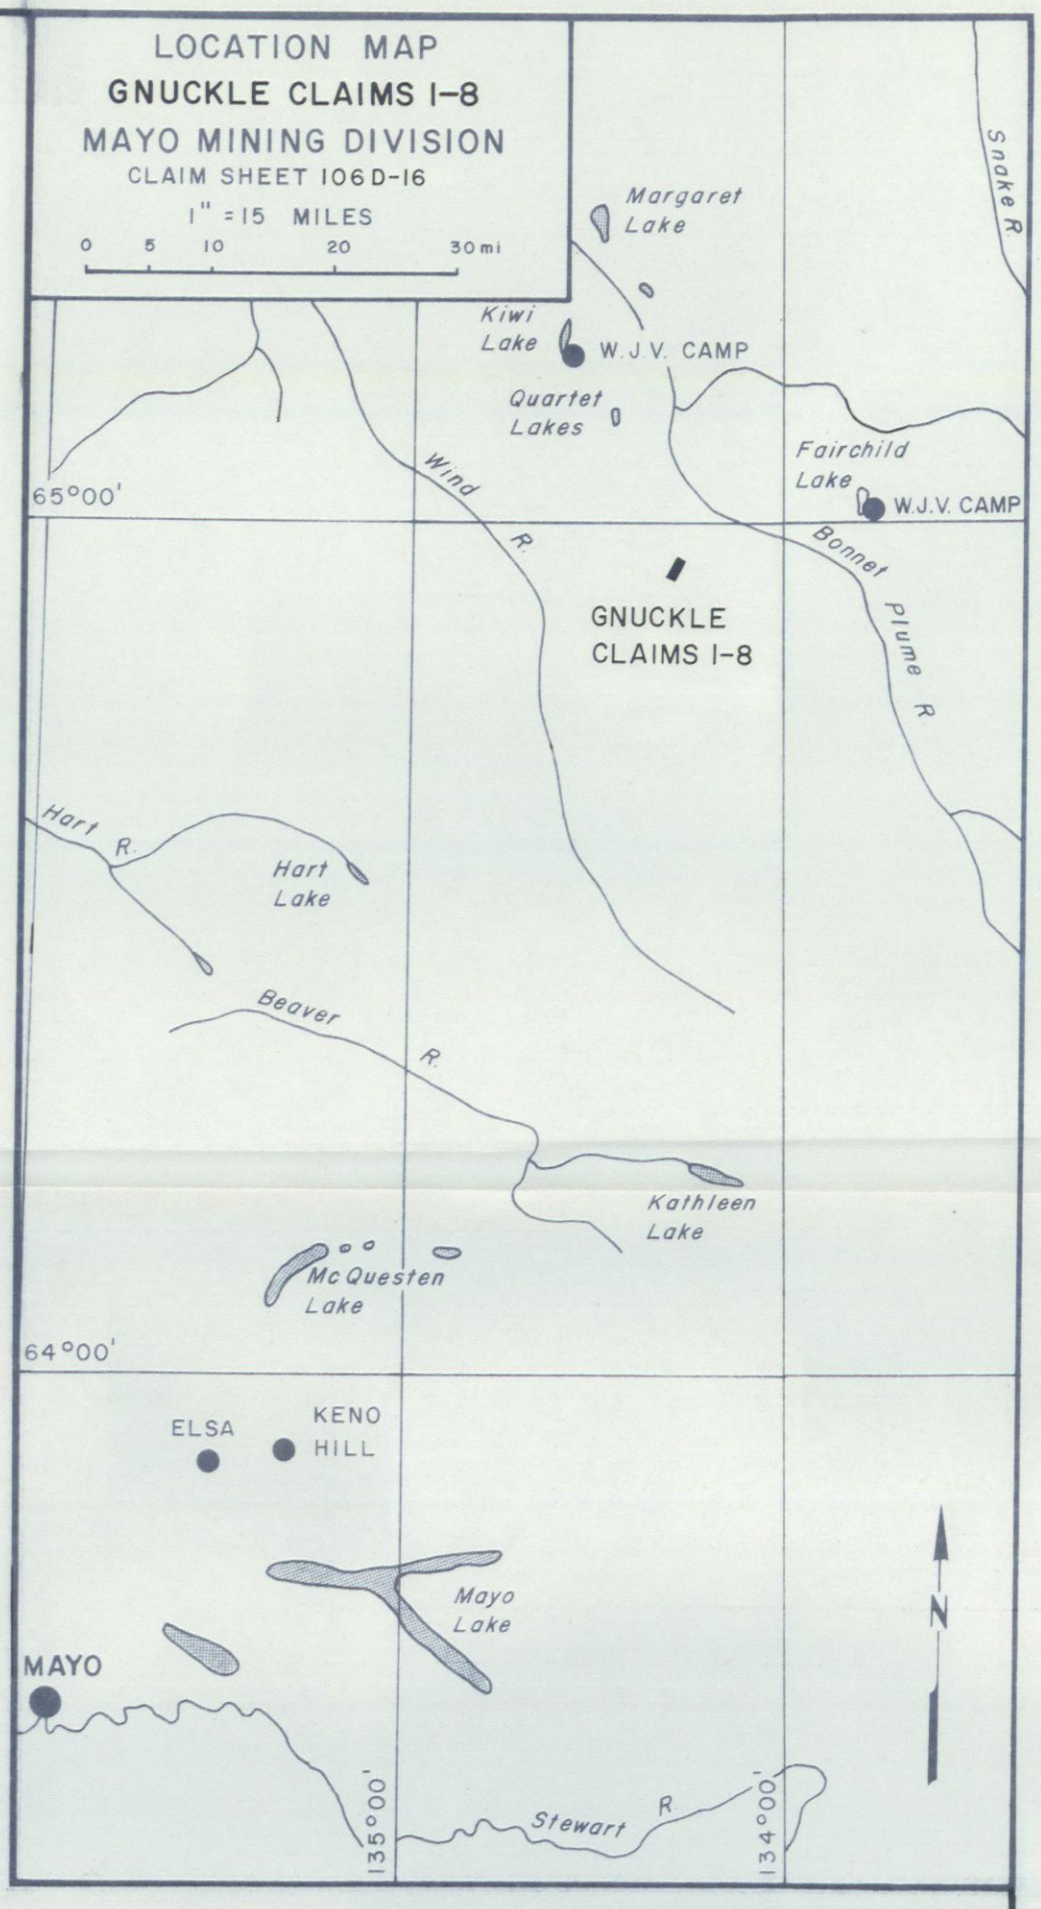 LOCATION MAP
GNUCKLE CLAIMS 1-8
MAYO MINING DIVISION
CLAIM SHEET 106D-16
1" = 15 MILES
0 5 10 20 30 mi
Snake R.
Margaret
Lake
Kiwi
Lake
W.J.V. CAMP
Quartet
Lakes
Fairchild
Lake
W.J.V. CAMP
Wind R.
65°00'
Bonnet Plume R
GNUCKLE
CLAIMS 1-8
Hart R.
Hart
Lake
Beaver R.
Kathleen
Lake
McQuesten
Lake
64°00'
ELSA
KENO
HILL
Mayo
Lake
N
MAYO
Stewart R
135°00'
134°00'